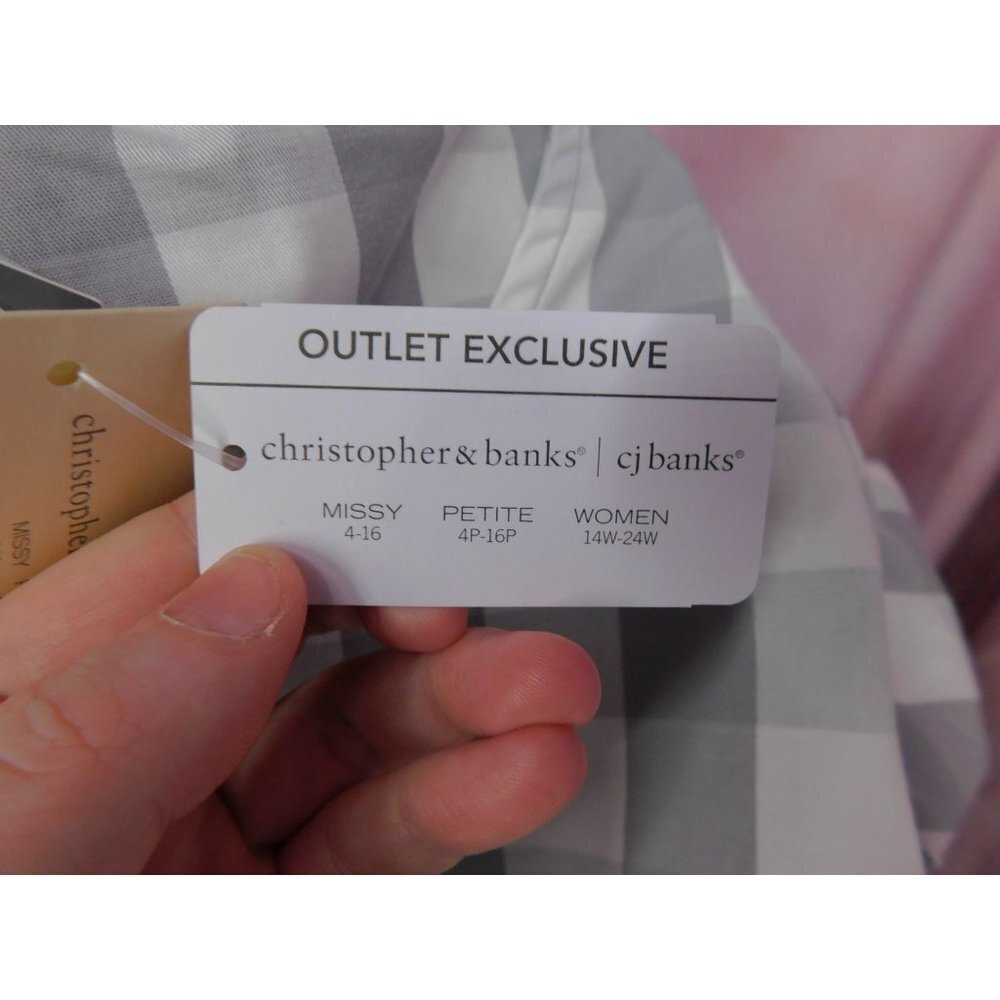 OUTLET EXCLUSIVE
christopher & banks® | cj banks®
MISSY PETITE WOMEN
4-16 4P-16P 14W-24W
christophe
MISSY